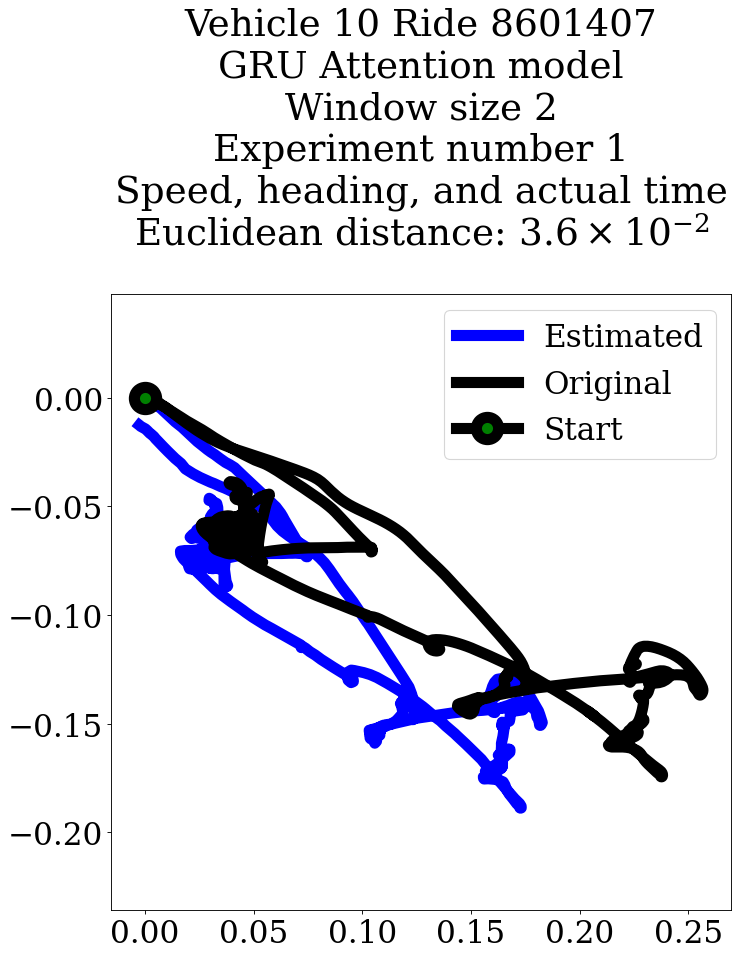 Vehicle 10 Ride 8601407
GRU Attention model
Window size 2
Experiment number 1
Speed, heading, and actual time
Euclidean distance: 3.6 × 10⁻²
Estimated
Original
Start
0.00
−0.05
−0.10
−0.15
−0.20
0.00 0.05 0.10 0.15 0.20 0.25